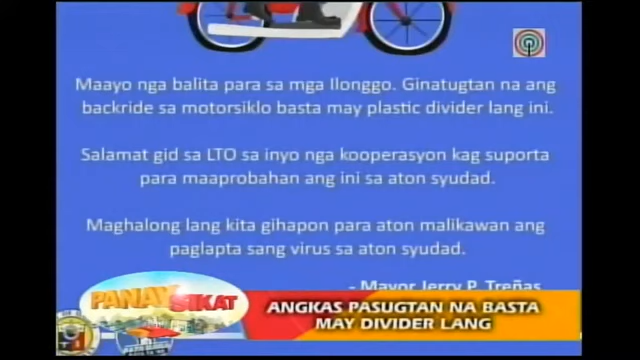 Maayo nga balita para sa mga Ilonggo. Ginatugtan na ang
backride sa motorsiklo basta may plastic divider lang ini.
Salamat gid sa LTO sa inyo nga kooperasyon kag suporta
para maaprobahan ang ini sa aton syudad.
Maghalong lang kita gihapon para aton malikawan ang
paglapta sang virus sa aton syudad.
- Mayor Jerry P. Treñas
PANAY SIKAT
ANGKAS PASUGTAN NA BASTA
MAY DIVIDER LANG